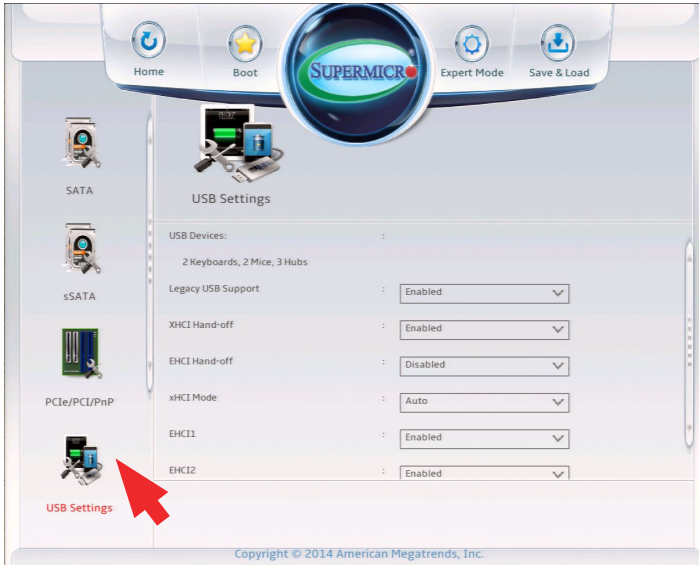 Home
Boot
SUPERMICR
Expert Mode
Save & Load
SATA
sSATA
PCIe/PCI/PnP
USB Settings
USB Settings
USB Devices: :
2 Keyboards, 2 Mice, 3 Hubs
Legacy USB Support : Enabled
XHCI Hand-off : Enabled
EHCI Hand-off : Disabled
xHCI Mode : Auto
EHCI1 : Enabled
EHCI2 : Enabled
Copyright © 2014 American Megatrends, Inc.